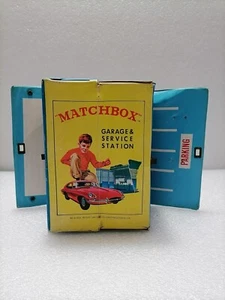 "MATCHBOX"
GARAGE &
SERVICE
STATION
PARKING